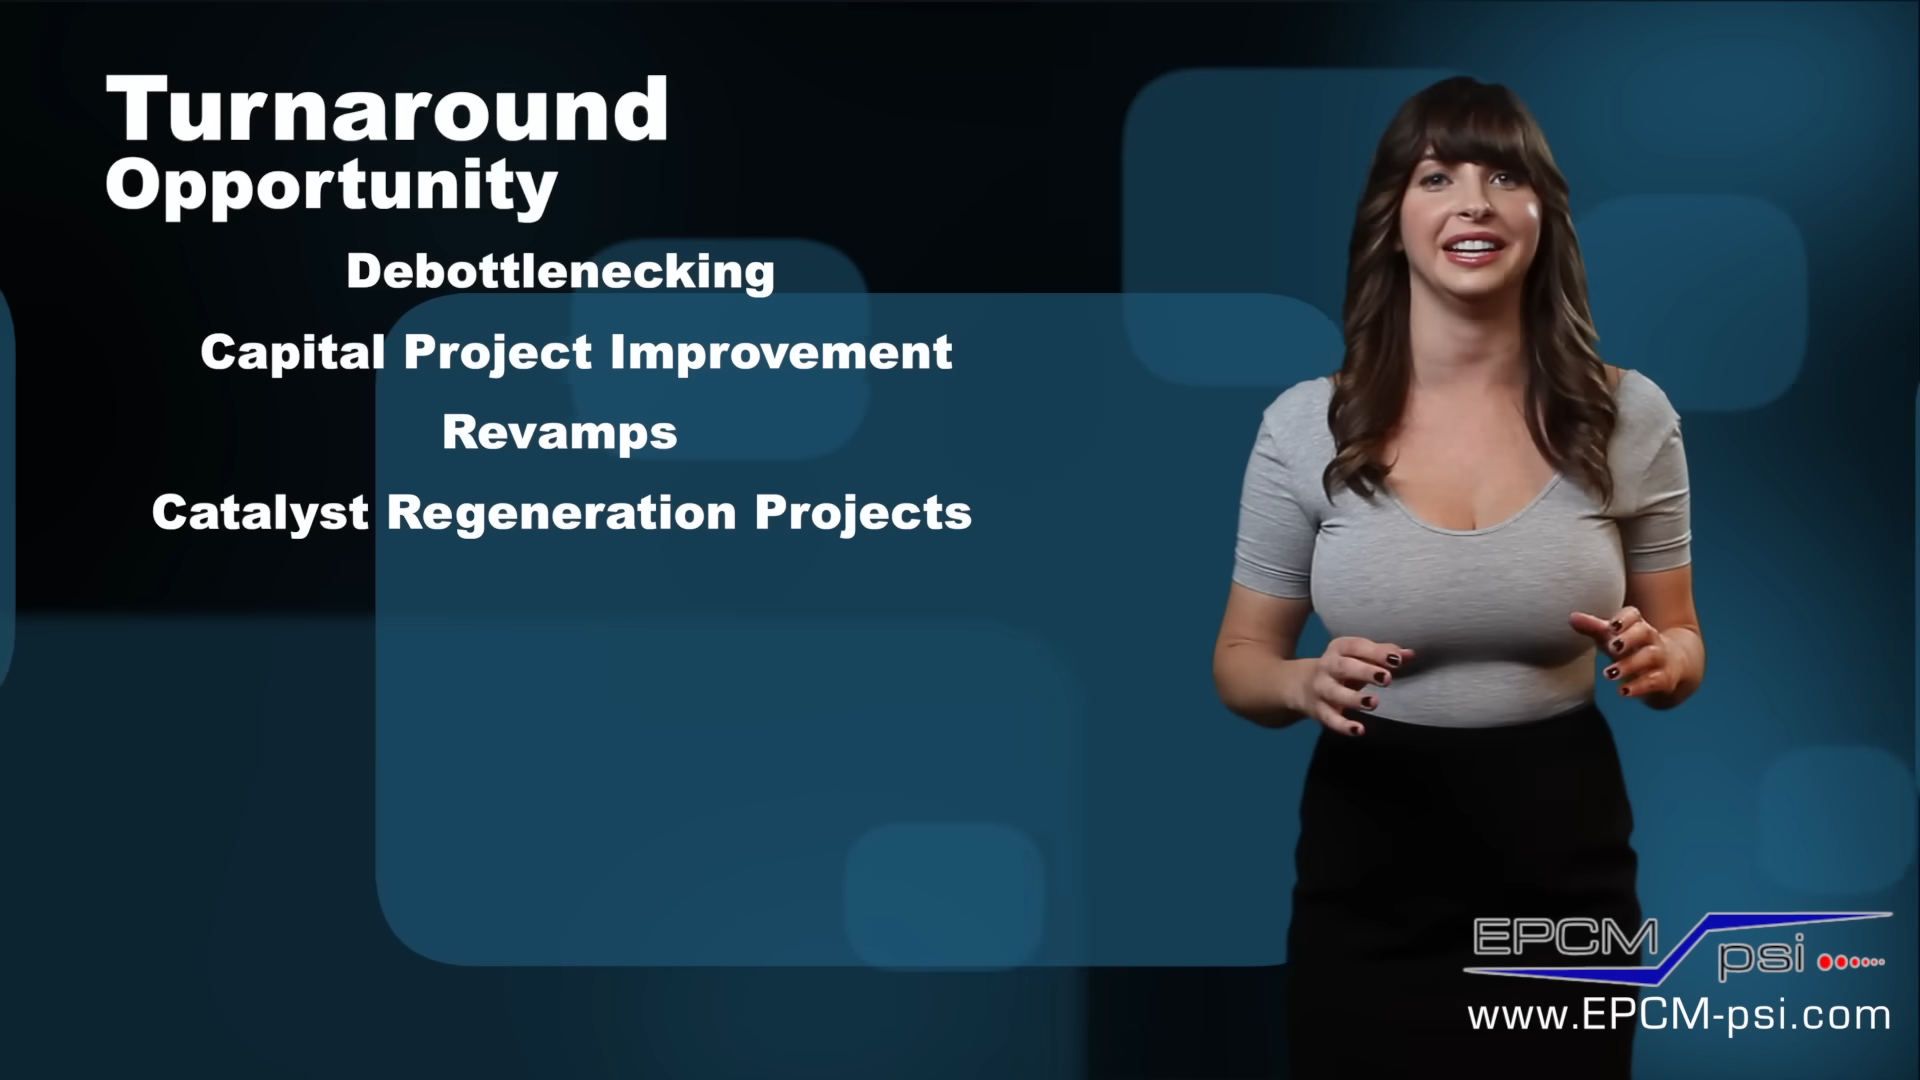 Turnaround
Opportunity
Debottlenecking
Capital Project Improvement
Revamps
Catalyst Regeneration Projects
EPCM
psi
www.EPCM-psi.com